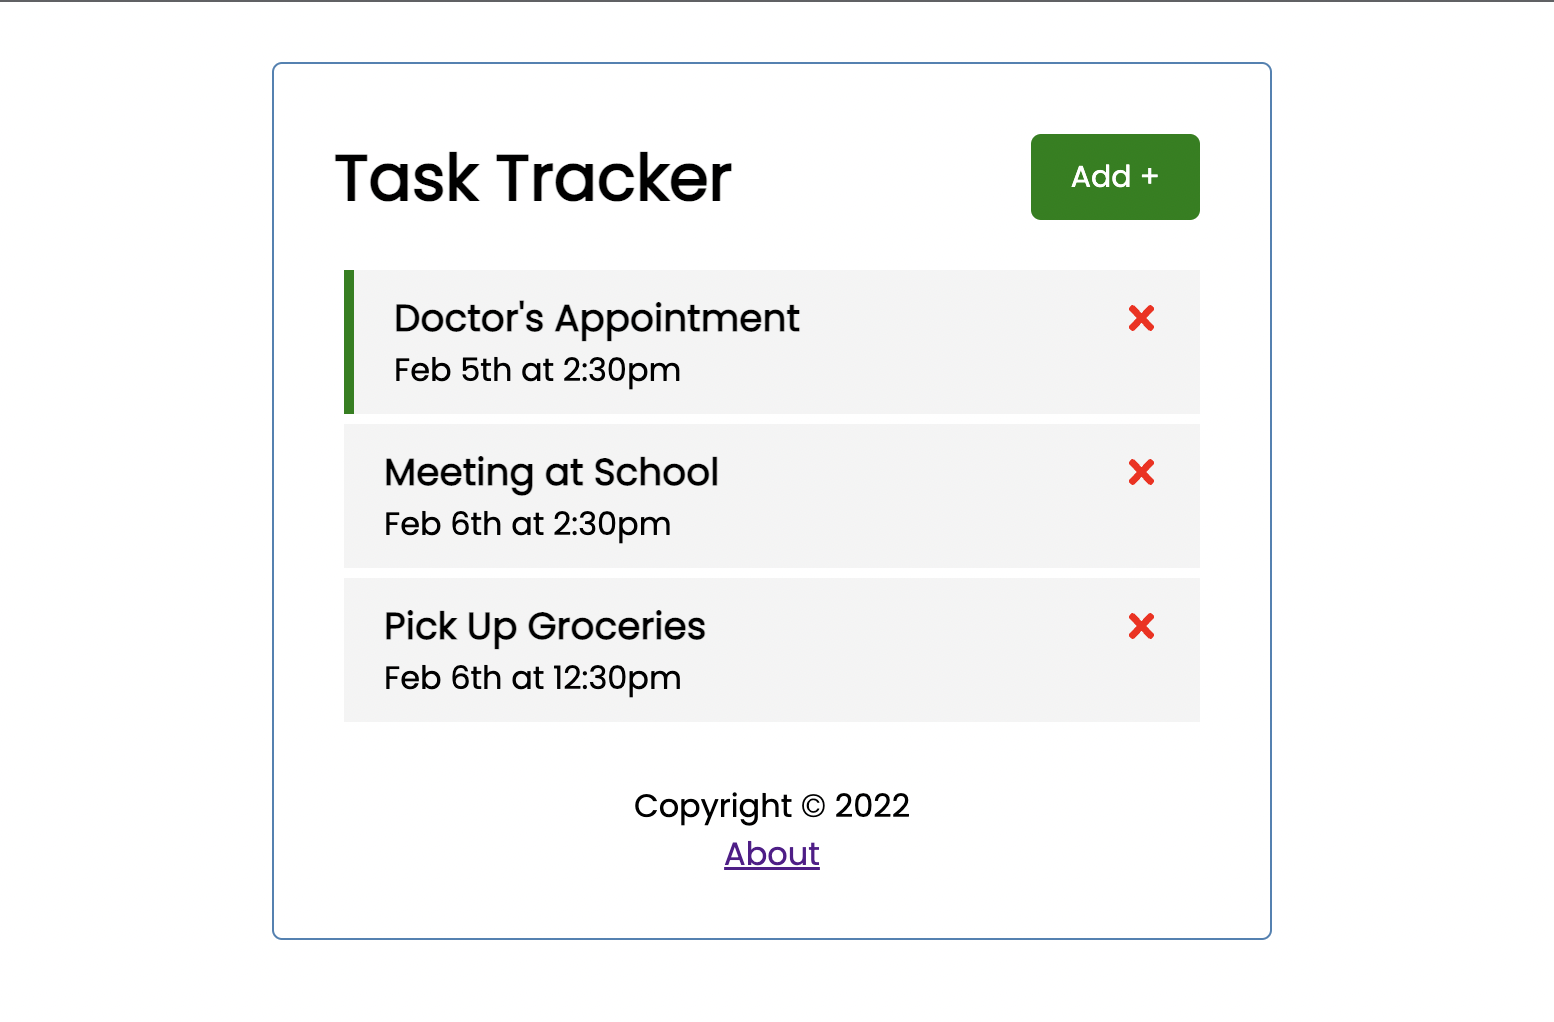 Task Tracker
Add +
Doctor's Appointment
Feb 5th at 2:30pm
Meeting at School
Feb 6th at 2:30pm
Pick Up Groceries
Feb 6th at 12:30pm
Copyright © 2022
About